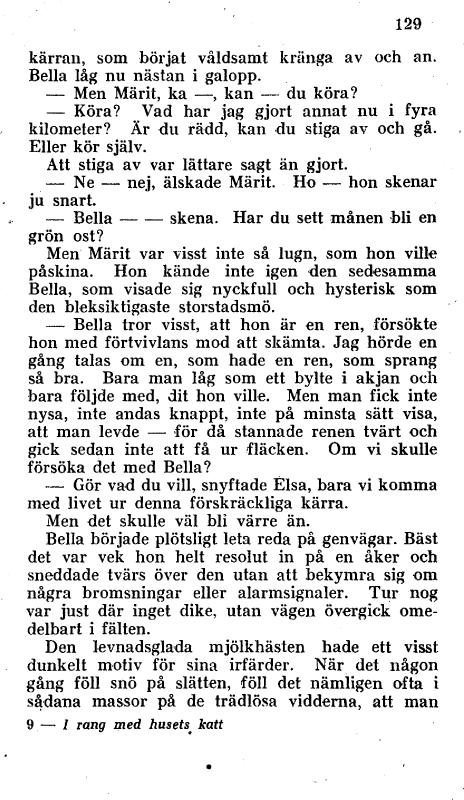 129
kärran, som börjat våldsamt kränga av och an.
Bella låg nu nästan i galopp.
— Men Märit, ka —, kan — du köra?
— Köra? Vad har jag gjort annat nu i fyra
kilometer? Är du rädd, kan du stiga av och gå.
Eller kör själv.
Att stiga av var lättare sagt än gjort.
— Ne — nej, älskade Märit. Ho — hon skenar
ju snart.
— Bella — — skena. Har du sett månen bli en
grön ost?
Men Märit var visst inte så lugn, som hon ville
påskina. Hon kände inte igen den sedesamma
Bella, som visade sig nyckfull och hysterisk som
den bleksiktigaste storstadsmö.
— Bella tror visst, att hon är en ren, försökte
hon med förtvivlans mod att skämta. Jag hörde en
gång talas om en, som hade en ren, som sprang
så bra. Bara man låg som ett bylte i akjan och
bara följde med, dit hon ville. Men man fick inte
nysa, inte andas knappt, inte på minsta sätt visa,
att man levde — för då stannade renen tvärt och
gick sedan inte att få ur fläcken. Om vi skulle
försöka det med Bella?
— Gör vad du vill, snyftade Elsa, bara vi komma
med livet ur denna förskräckliga kärra.
Men det skulle väl bli värre än.
Bella började plötsligt leta reda på genvägar. Bäst
det var vek hon helt resolut in på en åker och
sneddade tvärs över den utan att bekymra sig om
några bromsningar eller alarmsignaler. Tur nog
var just där inget dike, utan vägen övergick ome-
delbart i fälten.
Den levnadsglada mjölkhästen hade ett visst
dunkelt motiv för sina irfärder. När det någon
gång föll snö på slätten, föll det nämligen ofta i
sådana massor på de trädlösa vidderna, att man
9 — I rang med husets katt